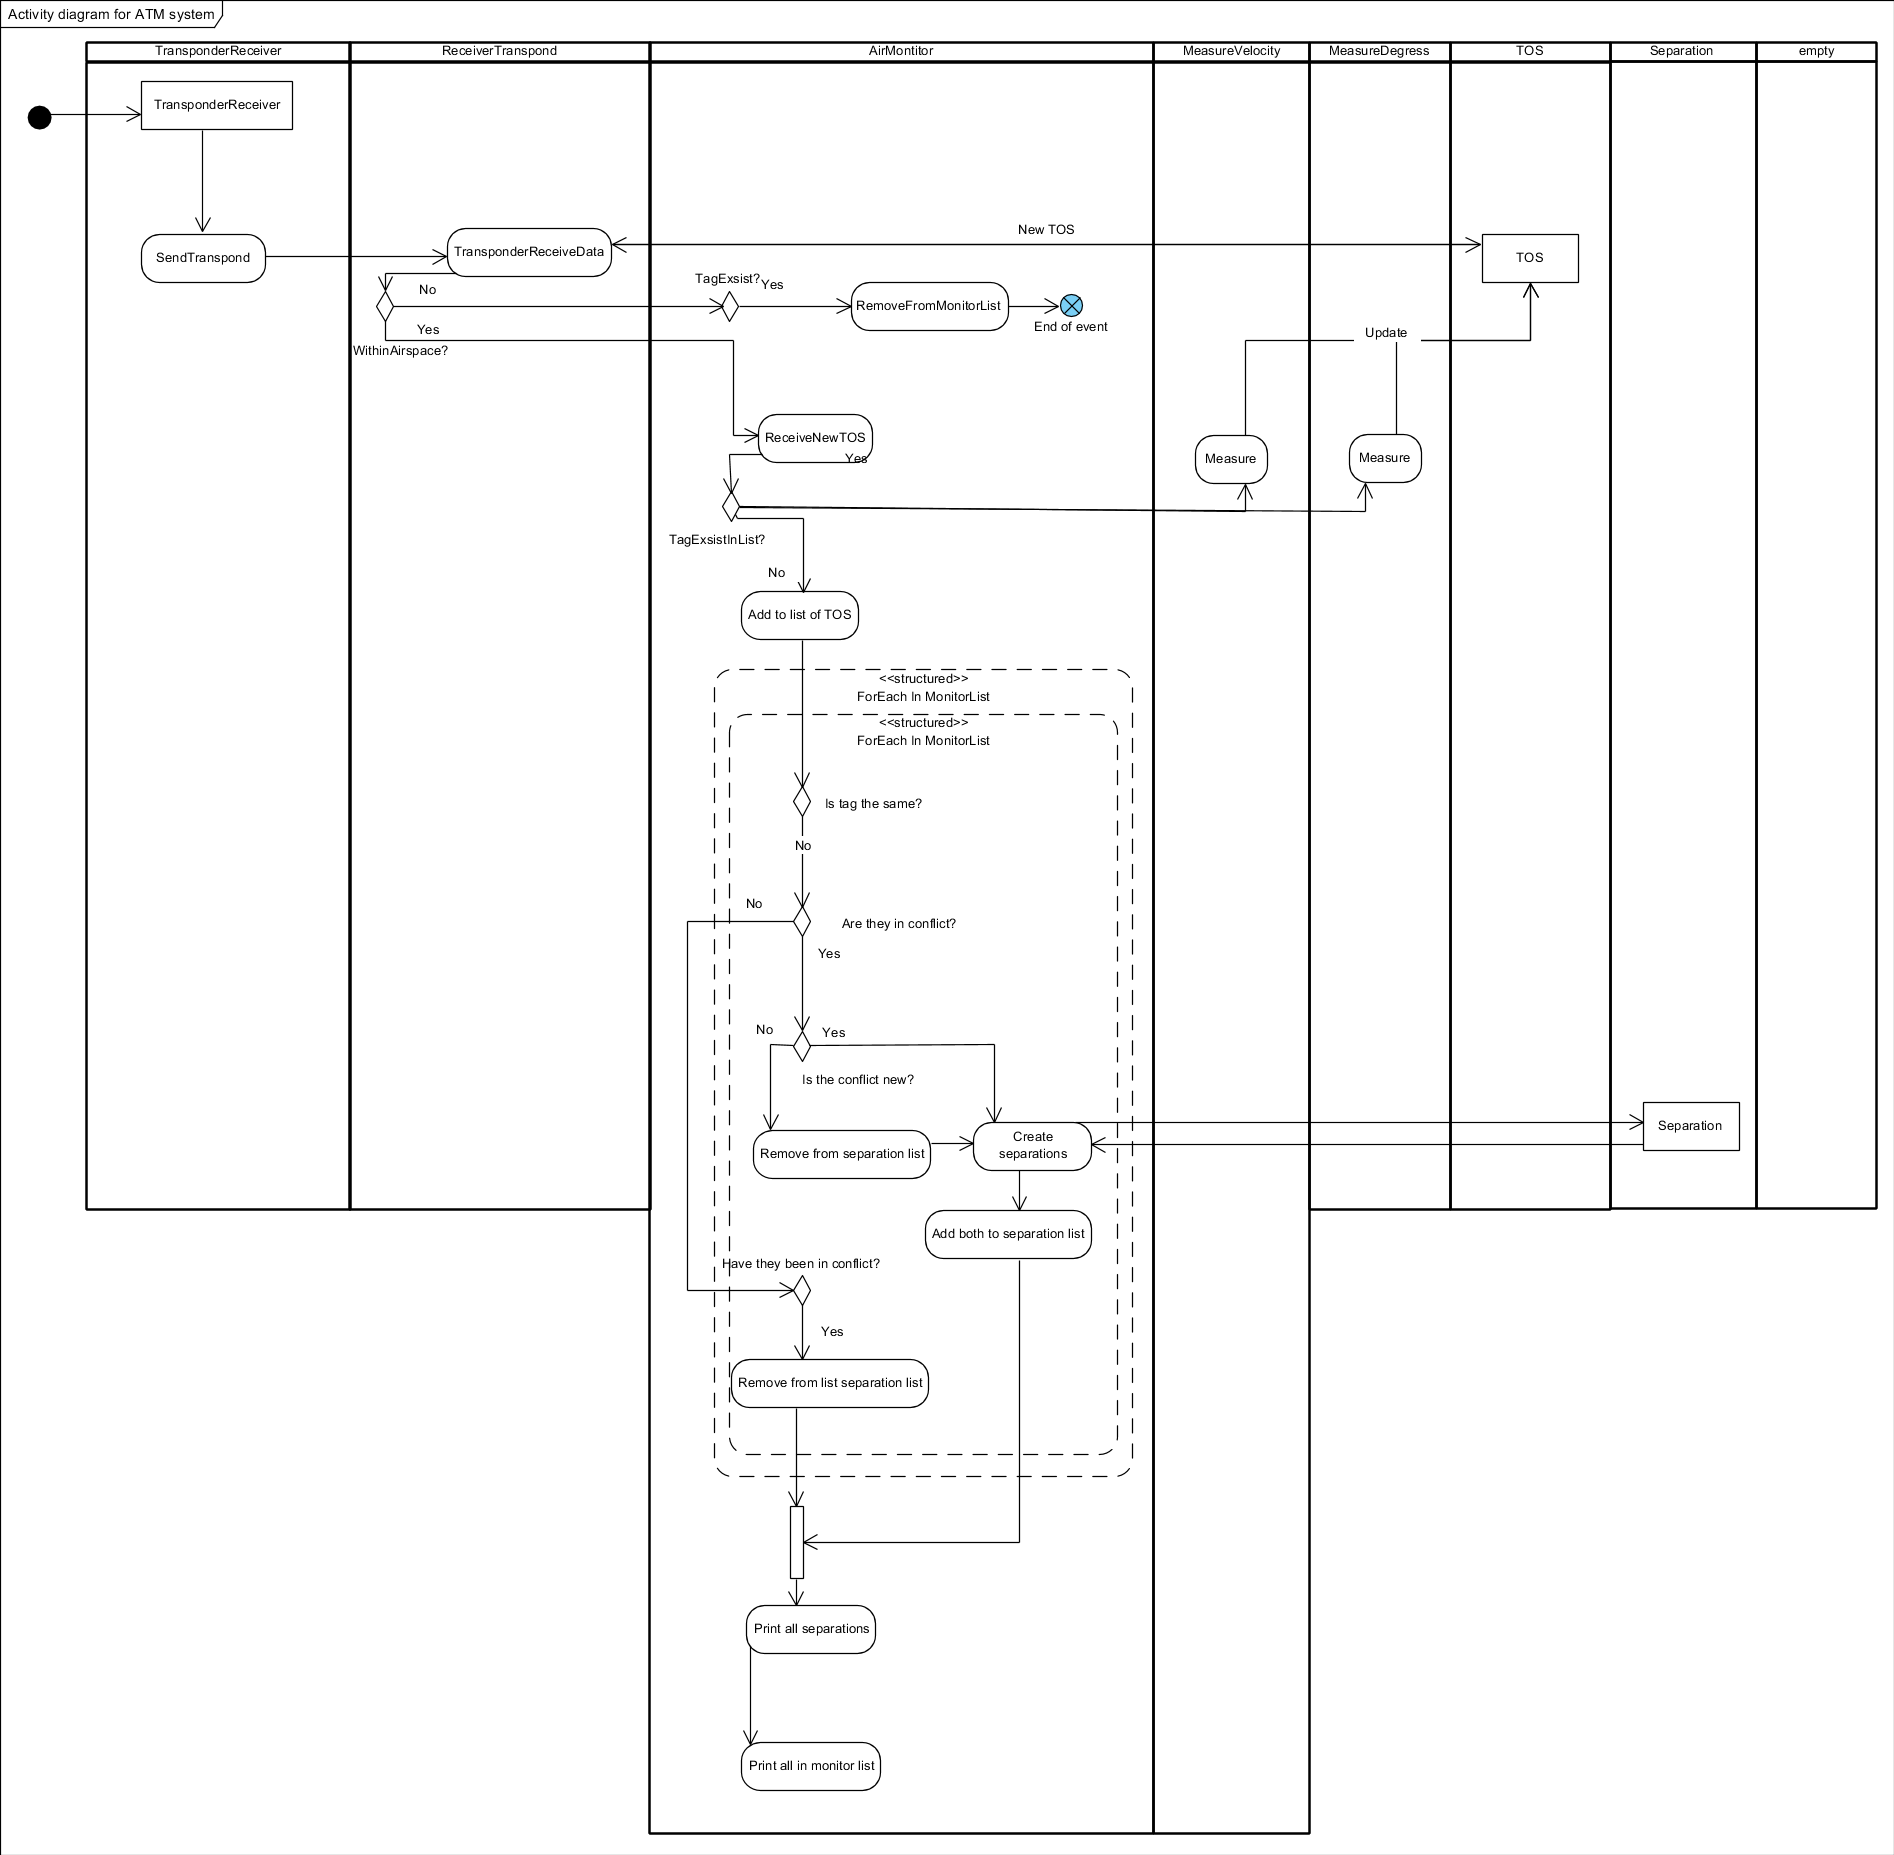 Activity diagram for ATM system
TransponderReceiver
ReceiverTranspond
AirMontitor
MeasureVelocity
MeasureDegress
TOS
Separation
empty
TransponderReceiver
SendTranspond
TransponderReceiveData
New TOS
TOS
No
TagExsist?
Yes
RemoveFromMonitorList
End of event
Yes
WithinAirspace?
Update
ReceiveNewTOS
Yes
Measure
Measure
TagExsistInList?
No
Add to list of TOS
<<structured>>
ForEach In MonitorList
<<structured>>
ForEach In MonitorList
Is tag the same?
No
No
Are they in conflict?
Yes
No
Yes
Is the conflict new?
Remove from separation list
Create
separations
Separation
Add both to separation list
Have they been in conflict?
Yes
Remove from list separation list
Print all separations
Print all in monitor list